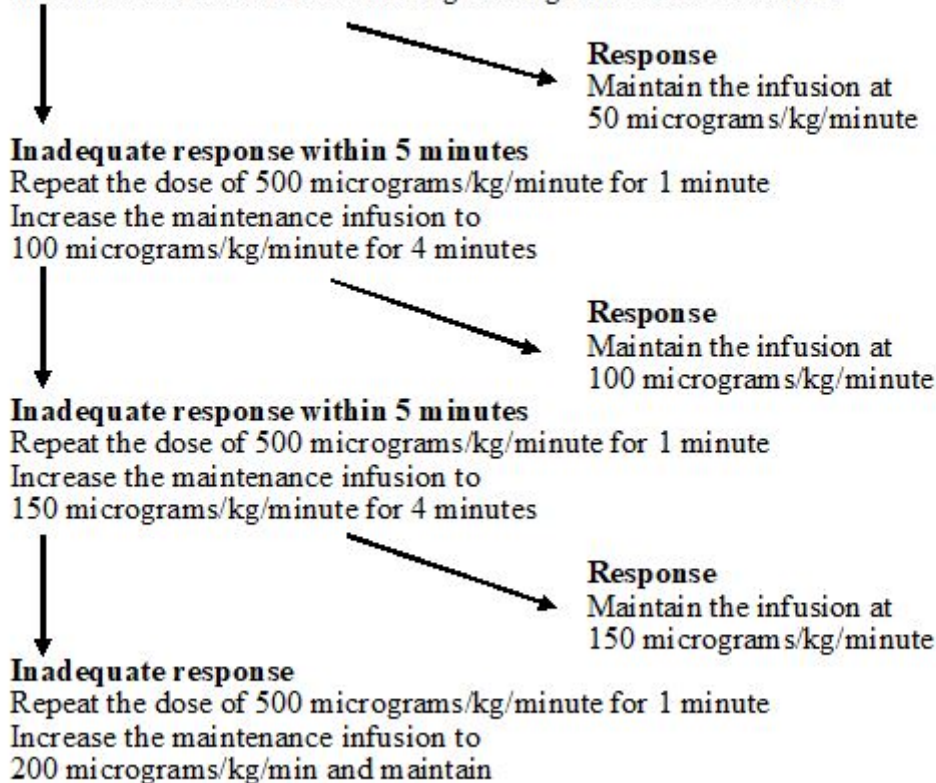 Response
Maintain the infusion at
50 micrograms/kg/minute
Inadequate response within 5 minutes
Repeat the dose of 500 micrograms/kg/minute for 1 minute
Increase the maintenance infusion to
100 micrograms/kg/minute for 4 minutes
Response
Maintain the infusion at
100 micrograms/kg/minute
Inadequate response within 5 minutes
Repeat the dose of 500 micrograms/kg/minute for 1 minute
Increase the maintenance infusion to
150 micrograms/kg/minute for 4 minutes
Response
Maintain the infusion at
150 micrograms/kg/minute
Inadequate response
Repeat the dose of 500 micrograms/kg/minute for 1 minute
Increase the maintenance infusion to
200 micrograms/kg/min and maintain